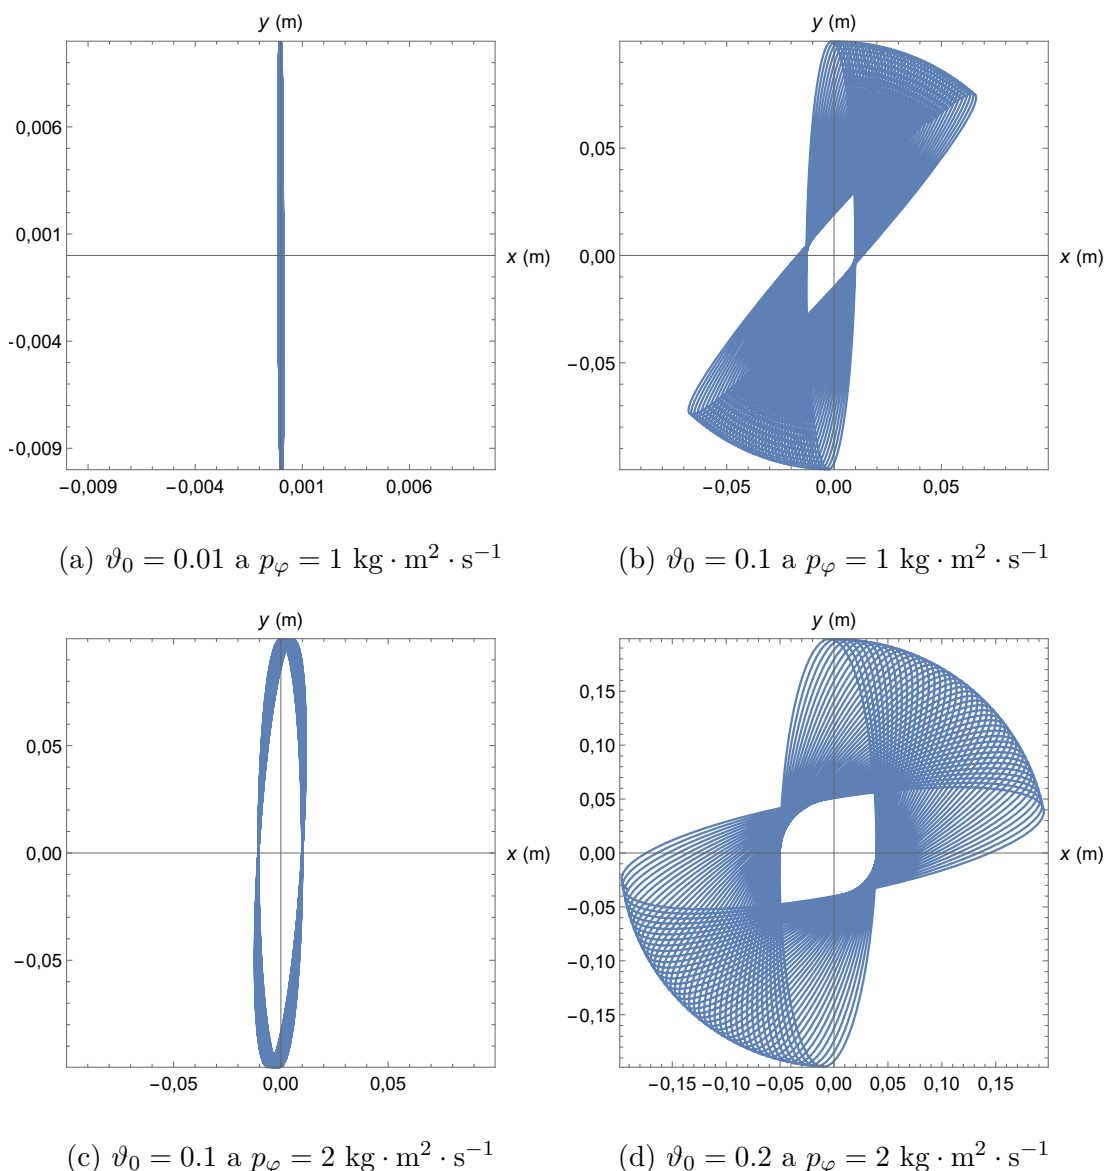 y (m)
y (m)
0,006
0,001
-0,004
-0,009
x (m)
−0,009 −0,004 0,001 0,006
0,05
0,00
−0,05
x (m)
−0,05 0,00 0,05
(a) ϑ₀ = 0.01 a p_φ = 1 kg · m² · s⁻¹
(b) ϑ₀ = 0.1 a p_φ = 1 kg · m² · s⁻¹
y (m)
y (m)
0,05
0,00
−0,05
x (m)
−0,05 0,00 0,05
0,15
0,10
0,05
0,00
−0,05
−0,10
−0,15
x (m)
−0,15 −0,10 −0,05 0,00 0,05 0,10 0,15
(c) ϑ₀ = 0.1 a p_φ = 2 kg · m² · s⁻¹
(d) ϑ₀ = 0.2 a p_φ = 2 kg · m² · s⁻¹